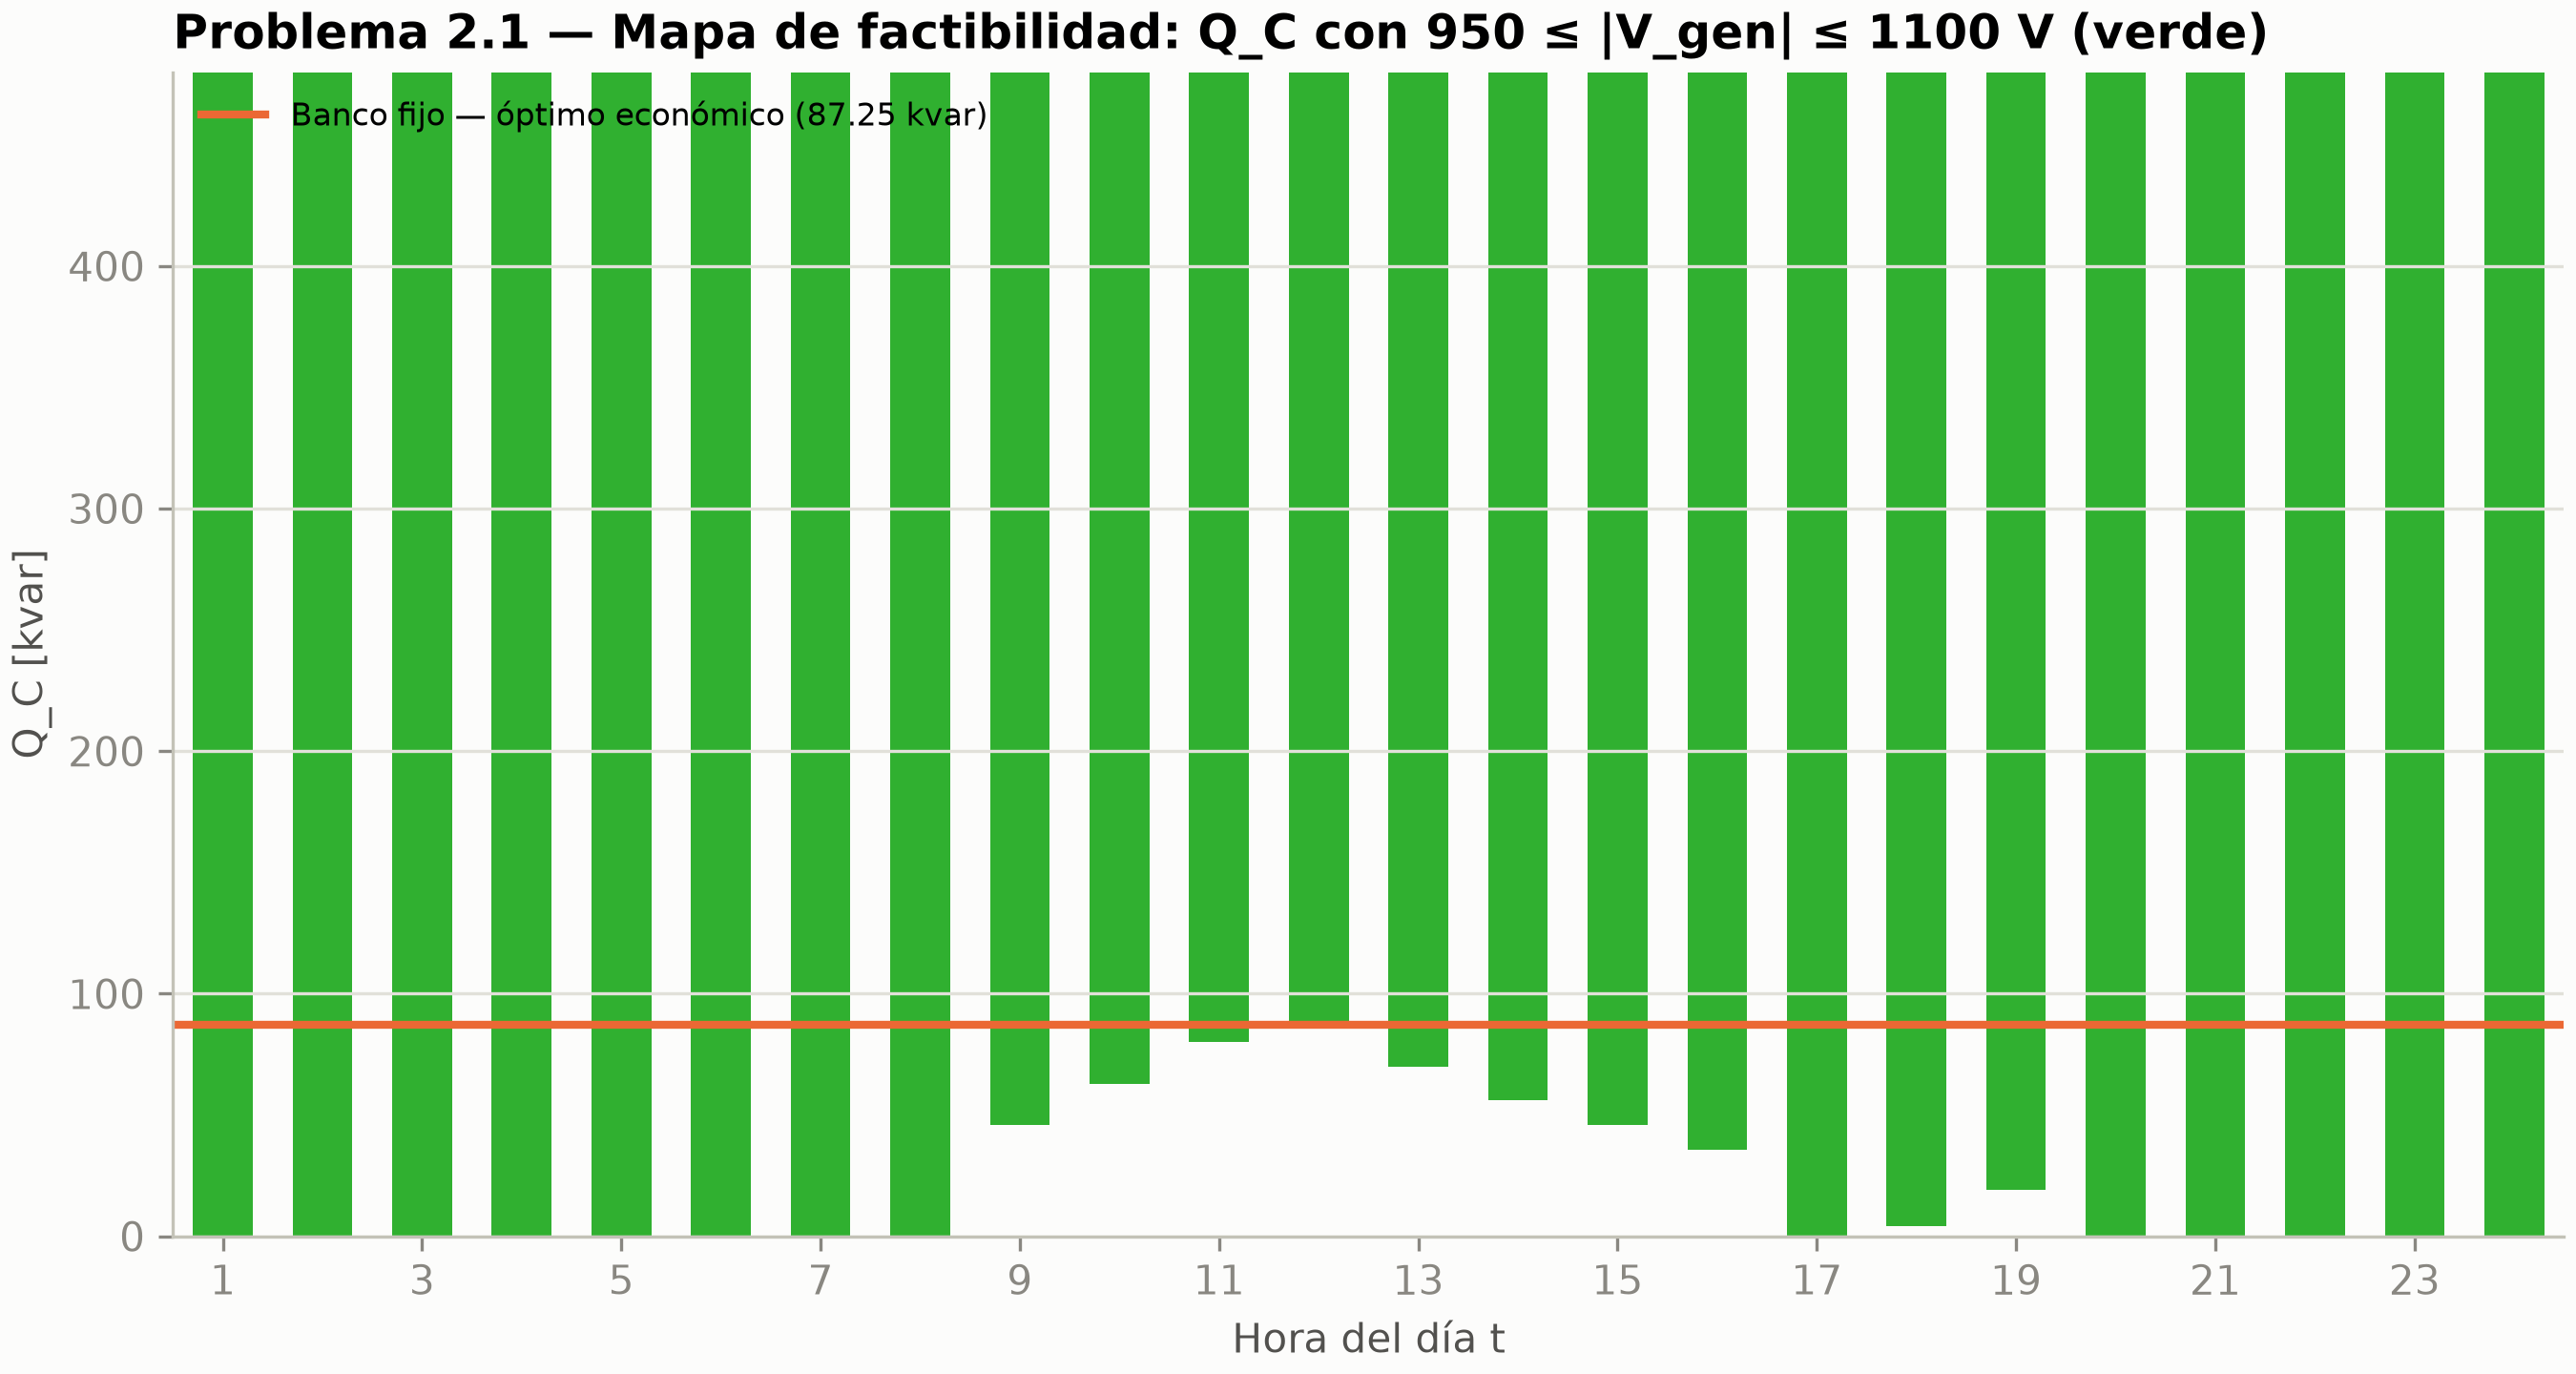 Problema 2.1 — Mapa de factibilidad: Q_C con 950 ≤ |V_gen| ≤ 1100 V (verde)
Banco fijo — óptimo económico (87.25 kvar)
400
300
200
100
0
Q_C [kvar]
1 3 5 7 9 11 13 15 17 19 21 23
Hora del día t